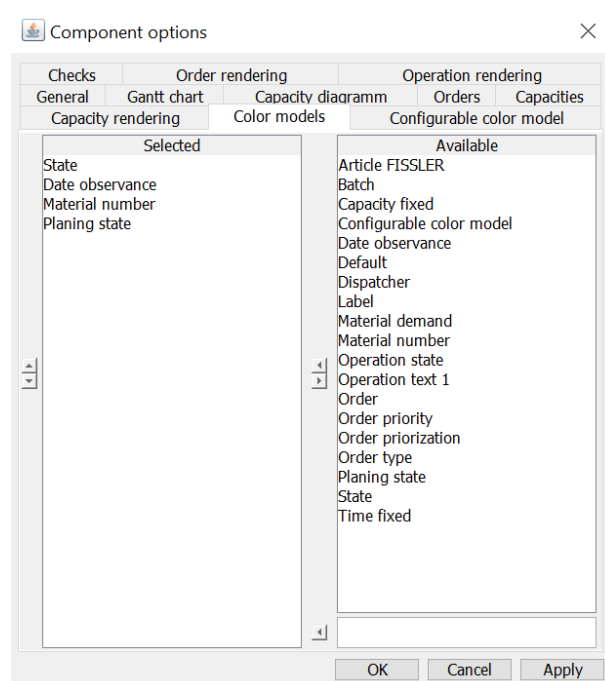 Component options
Checks Order rendering Operation rendering
General Gantt chart Capacity diagramm Orders Capacities
Capacity rendering Color models Configurable color model
Selected
State
Date observance
Material number
Planing state
Available
Article FISSLER
Batch
Capacity fixed
Configurable color model
Date observance
Default
Dispatcher
Label
Material demand
Material number
Operation state
Operation text 1
Order
Order priority
Order priorization
Order type
Planing state
State
Time fixed
OK Cancel Apply